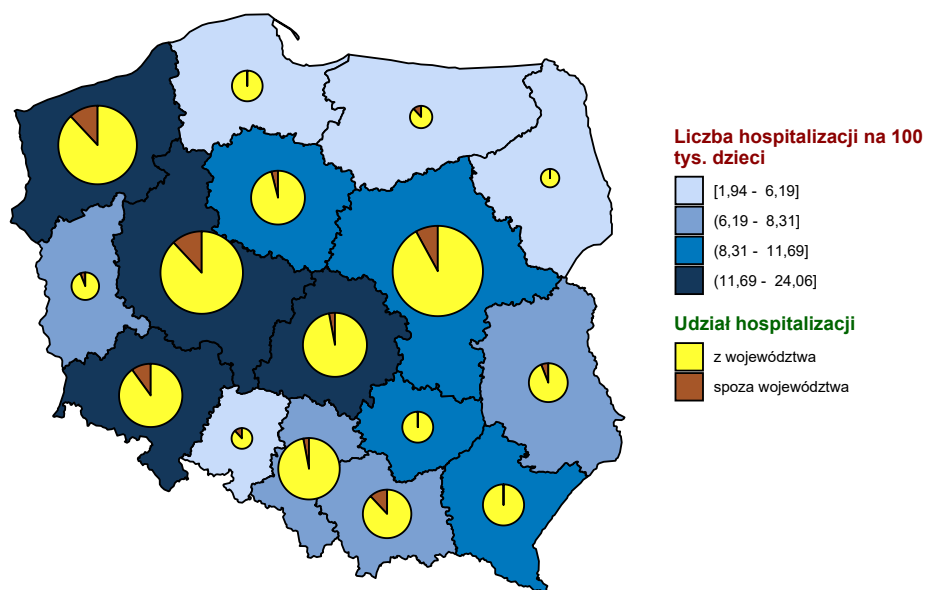 Liczba hospitalizacji na 100
tys. dzieci
[1,94 - 6,19]
(6,19 - 8,31]
(8,31 - 11,69]
(11,69 - 24,06]
Udział hospitalizacji
z województwa
spoza województwa